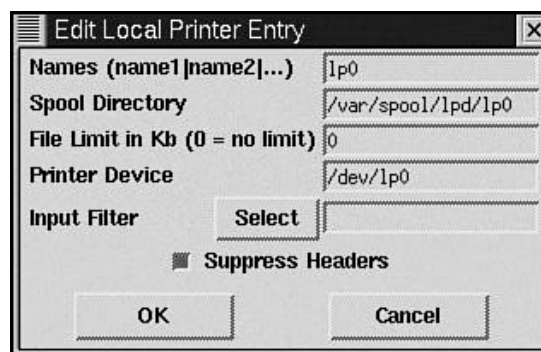 Edit Local Printer Entry
Names (name1|name2|...) lp0
Spool Directory /var/spool/lpd/lp0
File Limit in Kb (0 = no limit) 0
Printer Device /dev/lp0
Input Filter Select
Suppress Headers
OK Cancel